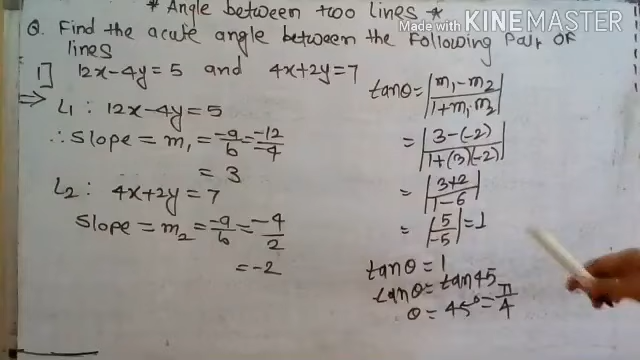 * Angle between two lines *
Made with KINEMASTER
Q. Find the acute angle between the following pair of
lines
1] 12x-4y=5 and 4x+2y=7
⇒ L₁ : 12x-4y=5
∴ Slope = m₁ = -a/b = -12/-4
= 3
L₂ : 4x+2y=7
Slope = m₂ = -a/b = -4/2
= -2
tanθ = |m₁-m₂/1+m₁.m₂|
= |3-(-2)/1+(3)(-2)|
= |3+2/1-6|
= |5/-5| = 1
tanθ = 1
tanθ = tan45
θ = 45° = π/4